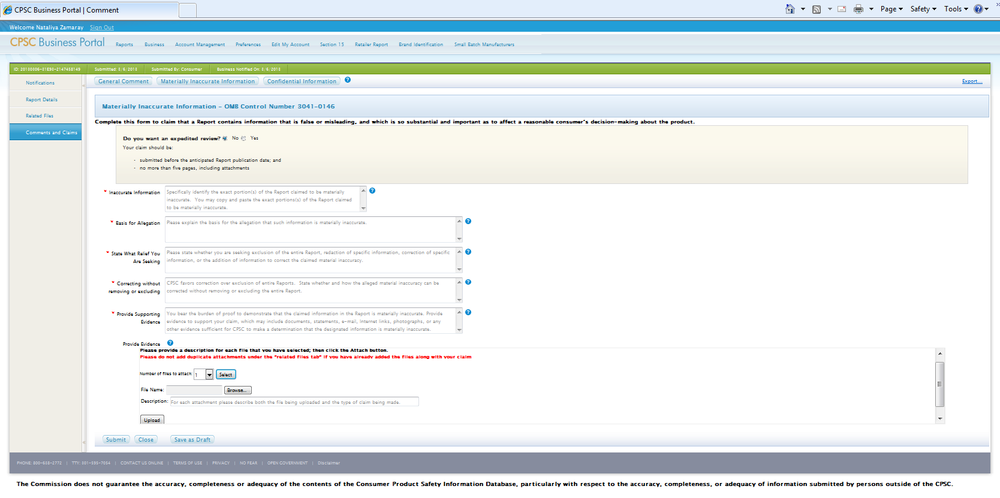 CPSC Business Portal | Comment
Page Safety Tools
Welcome Nataliya Zamaray Sign Out
CPSC Business Portal Reports Business Account Management Preferences Edit My Account Section 15 Retailer Report Brand Identification Small Batch Manufacturers
Submitted: 8/6/2018 Submitted By: Consumer Business Notified On: 8/6/2018
Notifications
General Comment Materially Inaccurate Information Confidential Information Export...
Report Details
Related Files
Comments and Claims
Materially Inaccurate Information - OMB Control Number 3041-0146
Complete this form to claim that a Report contains information that is false or misleading, and which is so substantial and important as to affect a reasonable consumer's decision-making about the product.
Do you want an expedited review? No Yes
Your claim should be:
- submitted before the anticipated Report publication date; and
- no more than five pages, including attachments
* Inaccurate Information
Specifically identify the exact portion(s) of the Report claimed to be materially
inaccurate. You may copy and paste the exact portions(s) of the Report claimed
to be materially inaccurate.
* Basis for Allegation
Please explain the basis for the allegation that such information is materially inaccurate.
* State What Relief You
Are Seeking
Please state whether you are seeking exclusion of the entire Report, redaction of specific information, correction of specific
information, or the addition of information to correct the claimed material inaccuracy.
* Correcting without
removing or excluding
CPSC favors correction over exclusion of entire Reports. State whether and how the alleged material inaccuracy can be
corrected without removing or excluding the entire Report.
* Provide Supporting
Evidence
You bear the burden of proof to demonstrate that the claimed information in the Report is materially inaccurate. Provide
evidence to support your claim, which may include documents, statements, e-mail, Internet links, photographs, or any
other evidence sufficient for CPSC to make a determination that the designated information is materially inaccurate.
Provide Evidence
Please provide a description for each file that you have selected; then click the Attach button.
Please do not add duplicate attachments under the "related files tab" if you have already added the files along with your claim
Number of files to attach: 1 Select
File Name: Browse...
Description: For each attachment please describe both the file being uploaded and the type of claim being made.
Upload
Submit Close Save as Draft
PHONE: 800-638-2772 | TTY: 301-595-7054 | CONTACT US ONLINE | TERMS OF USE | PRIVACY | NO FEAR | OPEN GOVERNMENT | Disclaimer
The Commission does not guarantee the accuracy, completeness or adequacy of the contents of the Consumer Product Safety Information Database, particularly with respect to the accuracy, completeness, or adequacy of information submitted by persons outside of the CPSC.